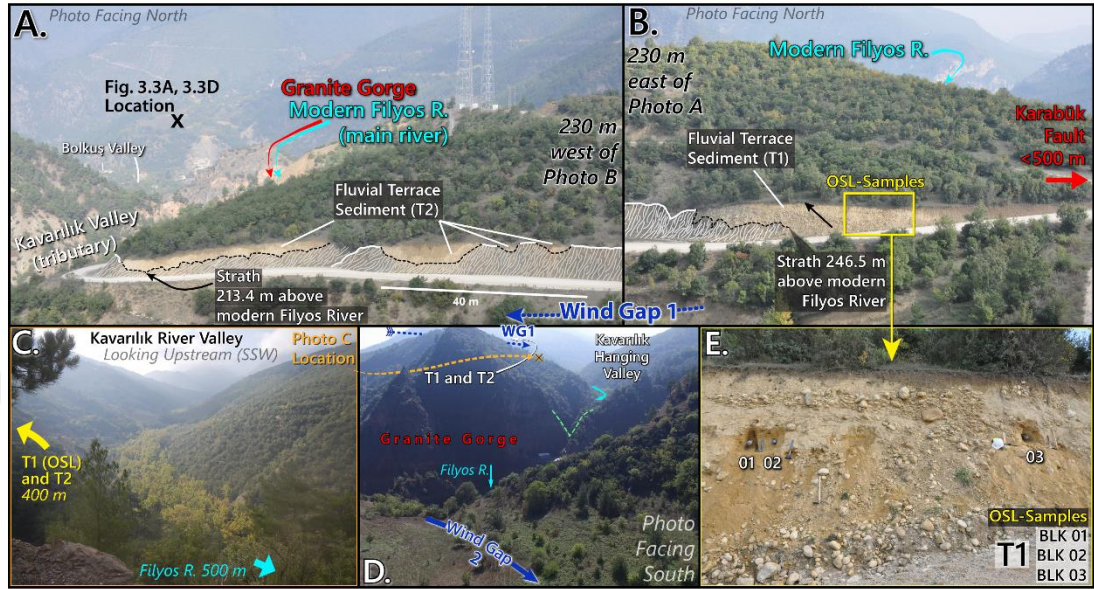 A.
Photo Facing North
Fig. 3.3A, 3.3D
Location
X
Bolkuş Valley
Granite Gorge
Modern Filyos R.
(main river)
230 m
west of
Photo B
Fluvial Terrace
Sediment (T2)
Kavarılık Valley
(tributary)
Strath
213.4 m above
modern Filyos River
40 m
Wind Gap 1
B.
Photo Facing North
230 m
east of
Photo A
Modern Filyos R.
Karabük
Fault
<500 m
Fluvial Terrace
Sediment (T1)
OSL-Samples
Strath 246.5 m
above modern
Filyos River
C.
Kavarılık River Valley
Looking Upstream (SSW)
T1 (OSL)
and T2
400 m
Filyos R. 500 m
Photo C
Location
WG1
T1 and T2
Kavarılık
Hanging
Valley
Granite Gorge
Filyos R.
Wind Gap
2
D.
Photo
Facing
South
E.
01 02
03
OSL-Samples
T1
BLK 01
BLK 02
BLK 03